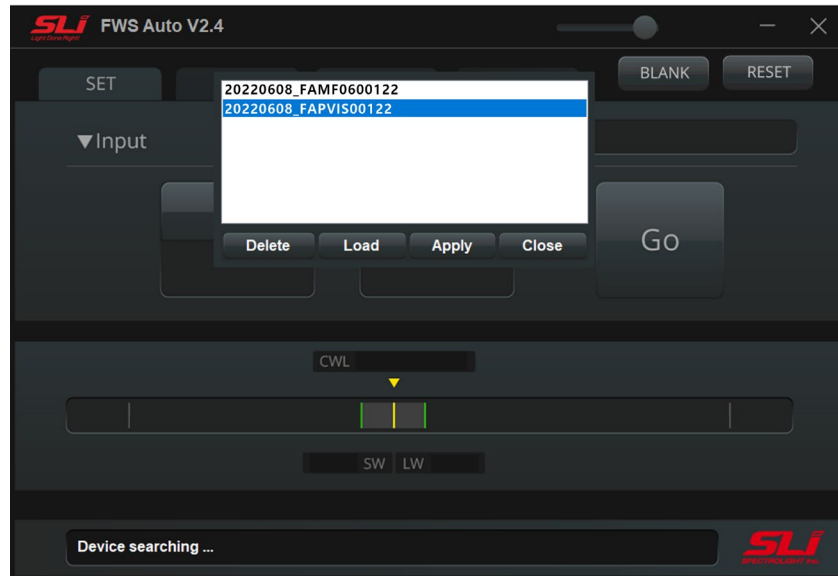 SLi FWS Auto V2.4
Light Done Right!
SET
BLANK
RESET
20220608_FAMF0600122
20220608_FAPVIS00122
▼Input
Delete
Load
Apply
Close
Go
CWL
SW
LW
Device searching ...
SLi
SPECTROLIGHT Inc.